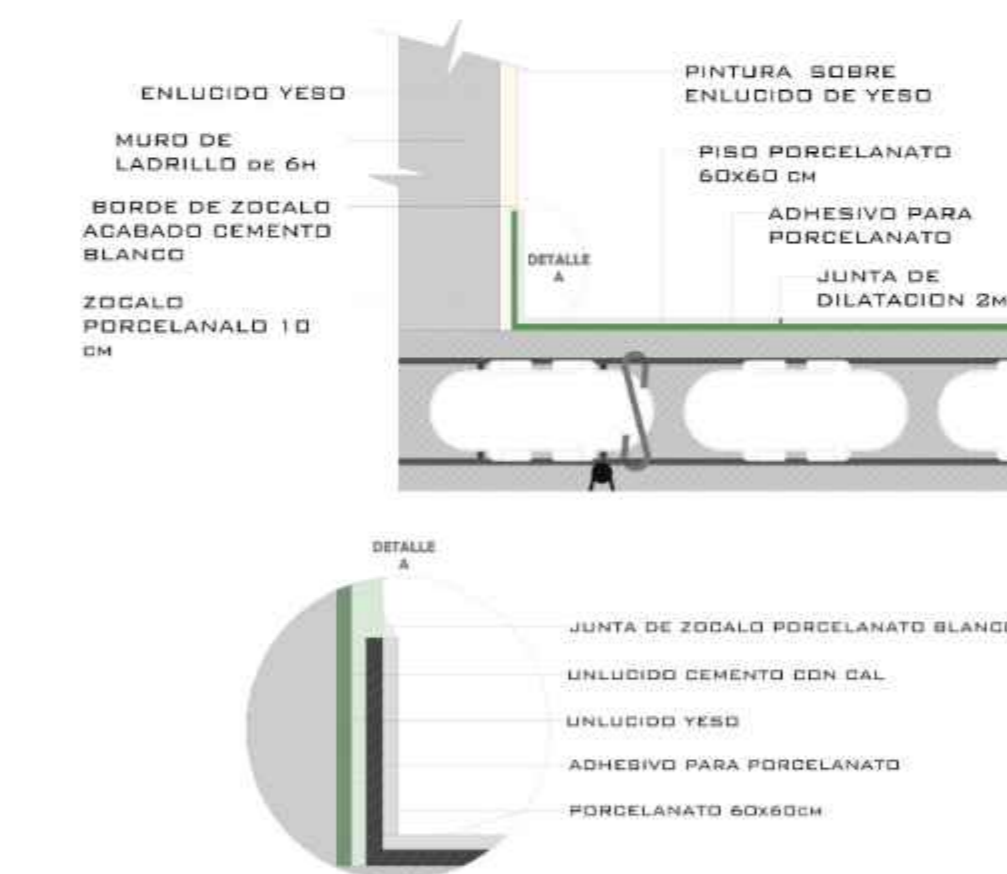 ENLUCIDO YESO
MURO DE
LADRILLO DE 6H
BORDE DE ZOCALO
ACABADO CEMENTO
BLANCO
ZOCALO
PORCELANALO 10
CM
PINTURA SOBRE
ENLUCIDO DE YESO
PISO PORCELANATO
60X60 CM
ADHESIVO PARA
PORCELANATO
JUNTA DE
DILATACION 2M
DETALLE
A
DETALLE
A
JUNTA DE ZOCALO PORCELANATO BLANC
UNLUCIDO CEMENTO CON CAL
UNLUCIDO YESO
ADHESIVO PARA PORCELANATO
PORCELANATO 60X60CM